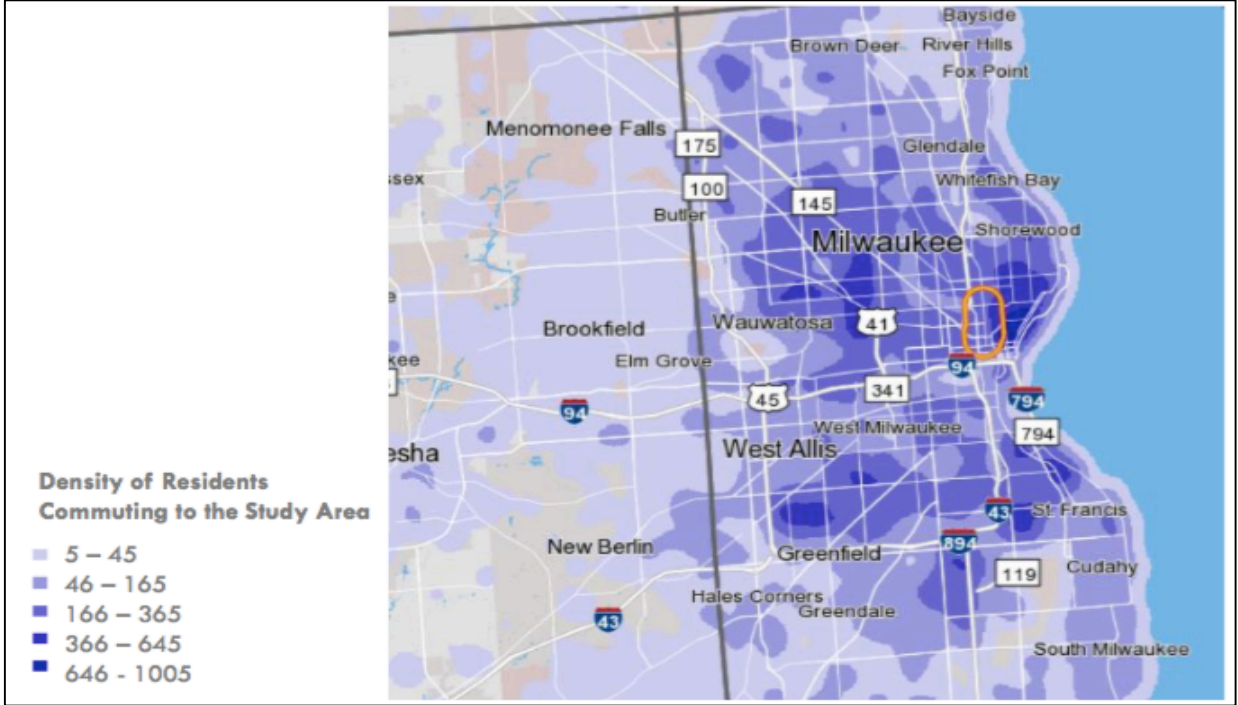 Bayside
Brown Deer River Hills
Fox Point
Menomonee Falls
175
Glendale
ssex
100
Whitefish Bay
145
Butler
Shorewood
Milwaukee
e
Brookfield
Wauwatosa
41
kee
Elm Grove
94
341
45
794
94
West Milwaukee
794
esha
West Allis
Density of Residents
Commuting to the Study Area
43
St. Francis
5 – 45
New Berlin
Greenfield
894
46 – 165
119
Cudahy
166 – 365
Hales Corners
Greendale
43
366 – 645
South Milwaukee
646 - 1005